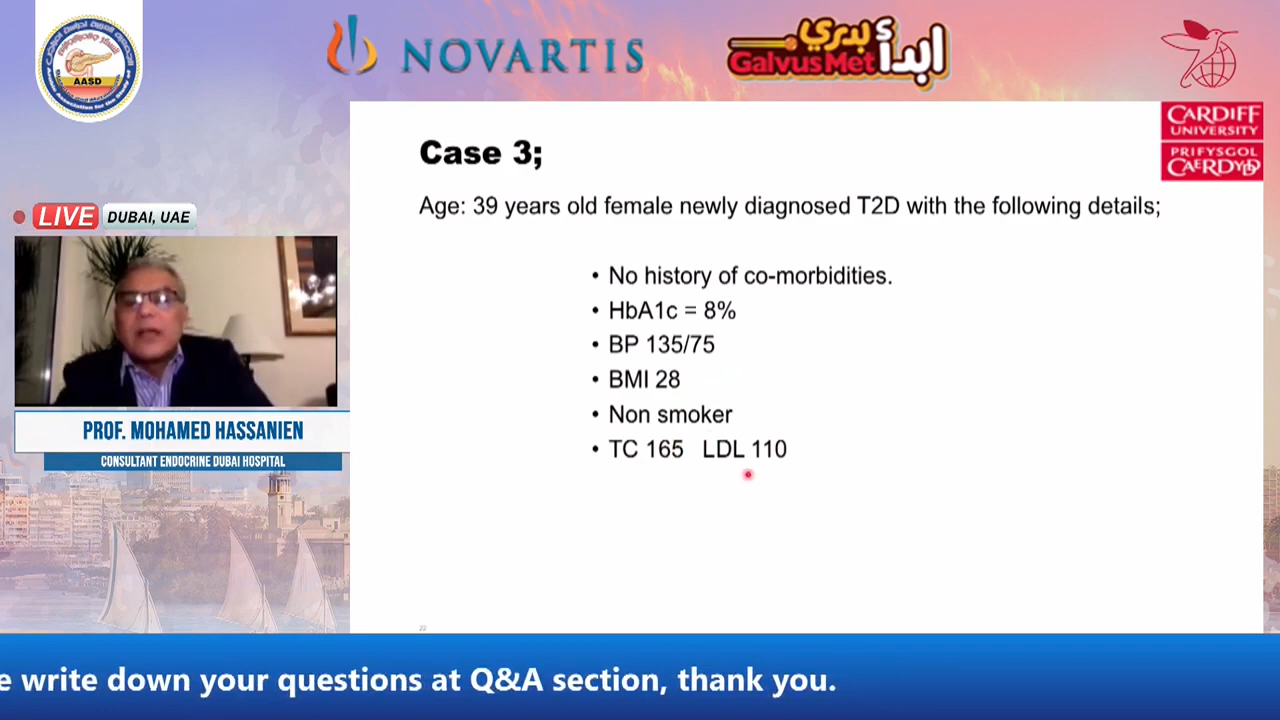 AASD
NOVARTIS
ابدأ بدري
GalvusMet
CARDIFF
UNIVERSITY
PRIFYSGOL
CAERDYDD
Case 3;
Age: 39 years old female newly diagnosed T2D with the following details;
LIVE DUBAI, UAE
• No history of co-morbidities.
• HbA1c = 8%
• BP 135/75
• BMI 28
• Non smoker
• TC 165 LDL 110
PROF. MOHAMED HASSANIEN
CONSULTANT ENDOCRINE DUBAI HOSPITAL
e write down your questions at Q&A section, thank you.